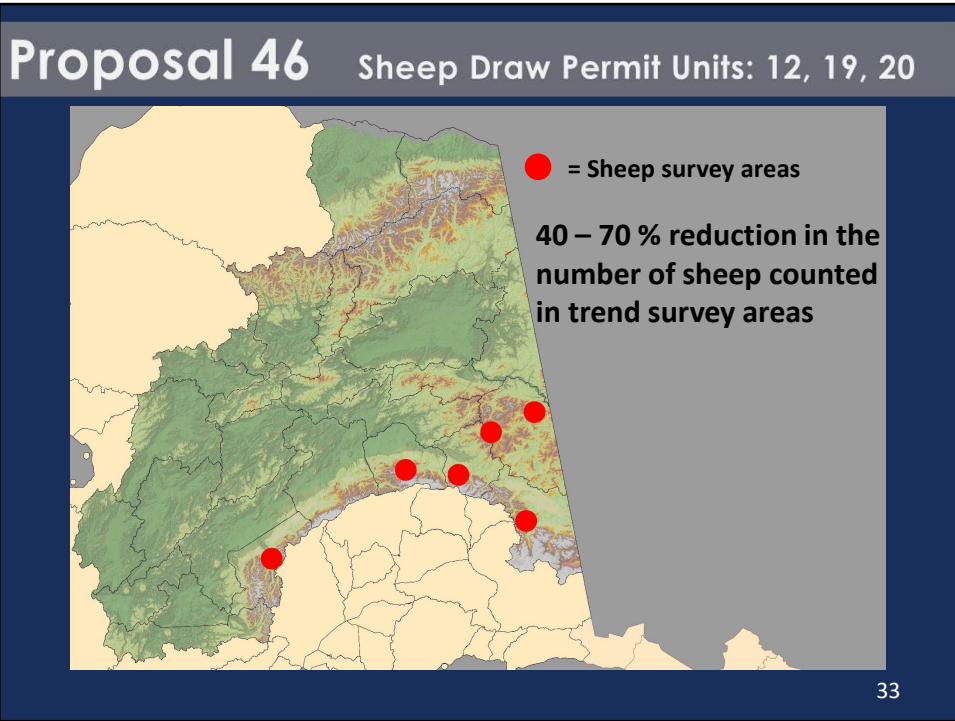 Proposal 46 Sheep Draw Permit Units: 12, 19, 20
= Sheep survey areas
40 – 70 % reduction in the
number of sheep counted
in trend survey areas
33